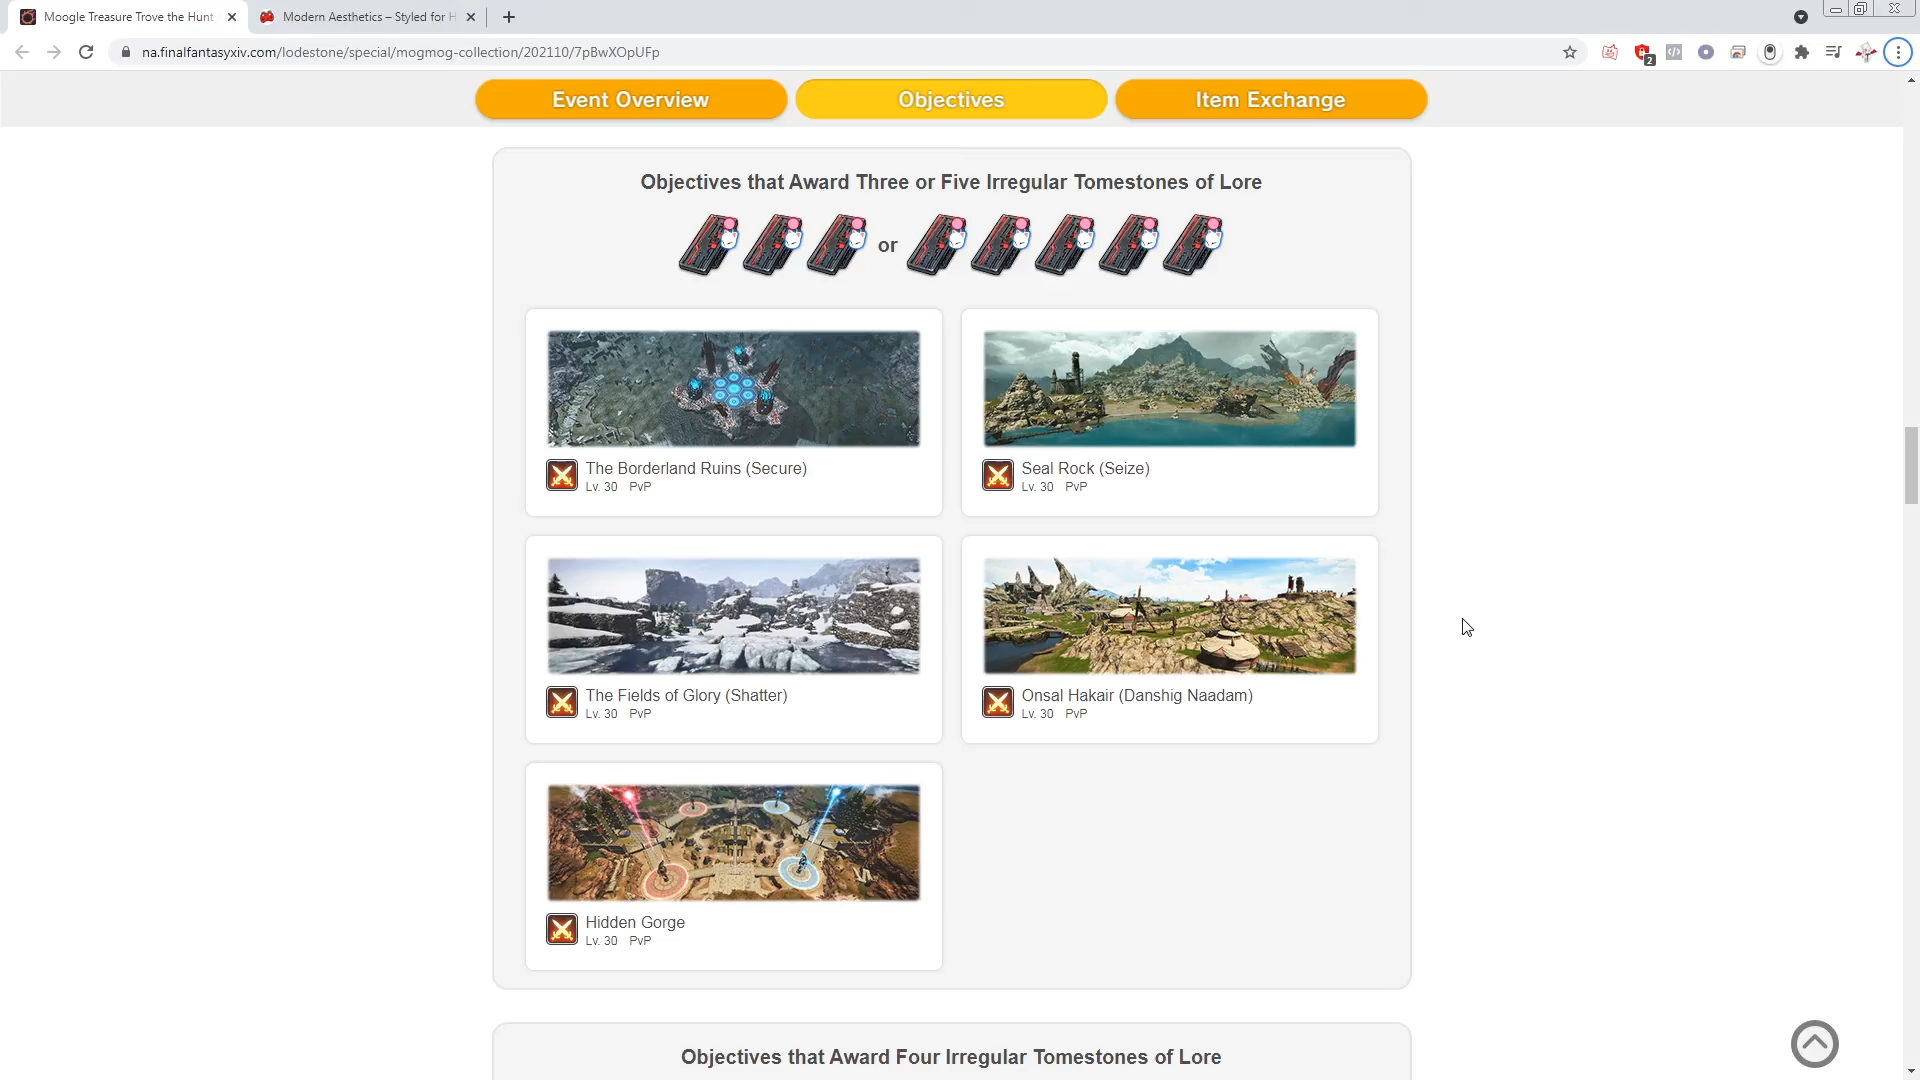 Moogle Treasure Trove the Hunt
Modern Aesthetics – Styled for H
na.finalfantasyxiv.com/lodestone/special/mogmog-collection/202110/7pBwXOpUFp
2
Event Overview
Objectives
Item Exchange
Objectives that Award Three or Five Irregular Tomestones of Lore
or
The Borderland Ruins (Secure)
Lv. 30 PvP
Seal Rock (Seize)
Lv. 30 PvP
The Fields of Glory (Shatter)
Lv. 30 PvP
Onsal Hakair (Danshig Naadam)
Lv. 30 PvP
Hidden Gorge
Lv. 30 PvP
Objectives that Award Four Irregular Tomestones of Lore